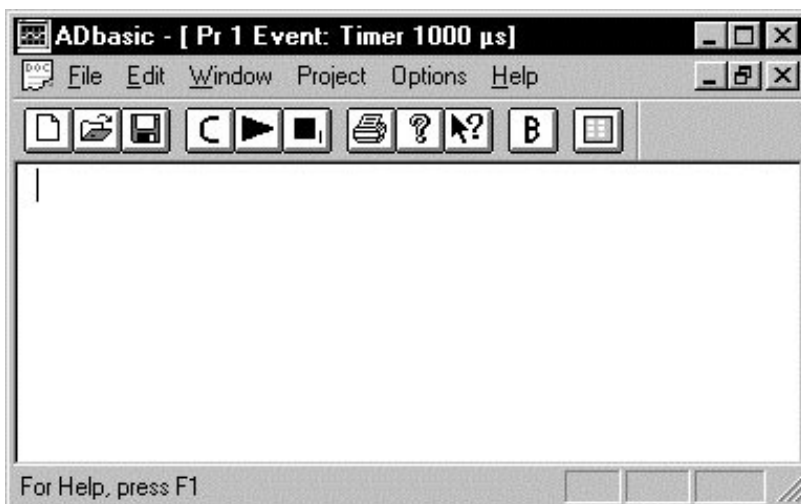 ADbasic - [ Pr 1 Event: Timer 1000 µs]
File Edit Window Project Options Help
C B
For Help, press F1